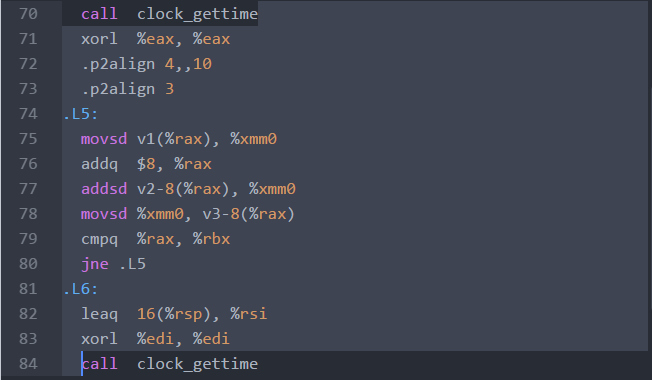 70 call clock_gettime
71 xorl %eax, %eax
72 .p2align 4,,10
73 .p2align 3
74 .L5:
75 movsd v1(%rax), %xmm0
76 addq $8, %rax
77 addsd v2-8(%rax), %xmm0
78 movsd %xmm0, v3-8(%rax)
79 cmpq %rax, %rbx
80 jne .L5
81 .L6:
82 leaq 16(%rsp), %rsi
83 xorl %edi, %edi
84 call clock_gettime